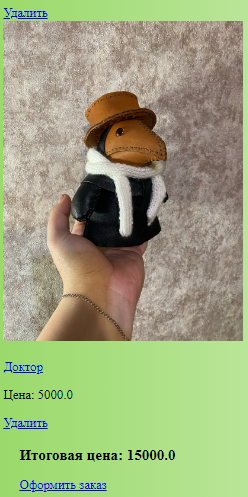 Удалить
Доктор
Цена: 5000.0
Удалить
Итоговая цена: 15000.0
Оформить заказ